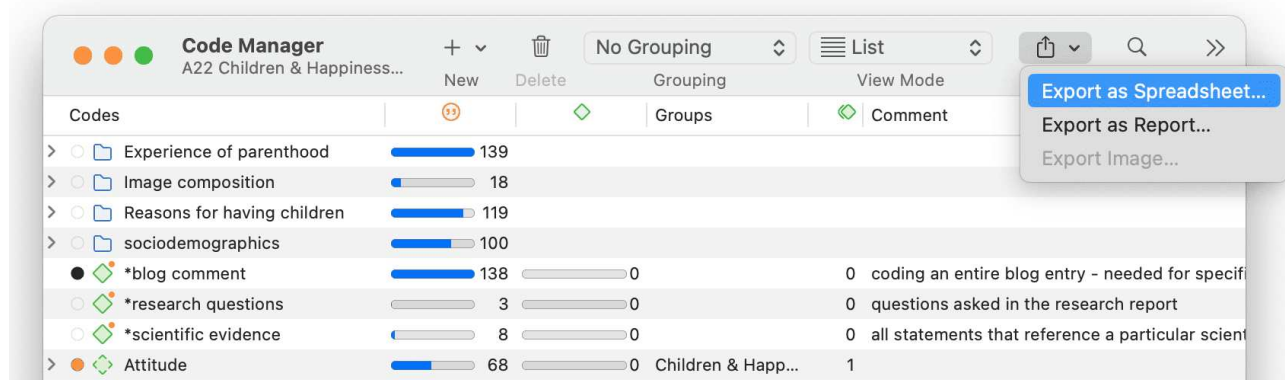 Code Manager
A22 Children & Happiness...
New
Delete
No Grouping
Grouping
List
View Mode
Export as Spreadsheet...
Export as Report...
Export Image...
Codes Groups Comment
Experience of parenthood 139
Image composition 18
Reasons for having children 119
sociodemographics 100
*blog comment 138 0 0 coding an entire blog entry - needed for specifi
*research questions 3 0 0 questions asked in the research report
*scientific evidence 8 0 0 all statements that reference a particular scient
Attitude 68 0 Children & Happ... 1